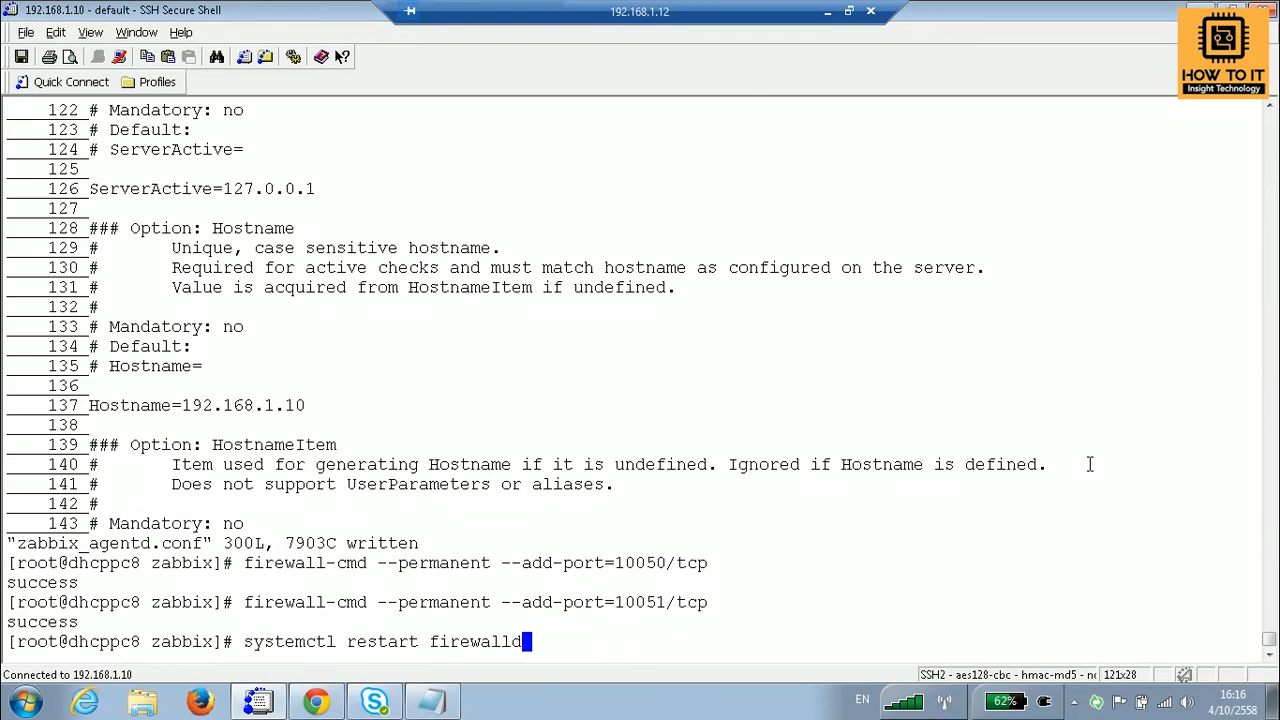 192.168.1.10 - default - SSH Secure Shell
192.168.1.12
File Edit View Window Help
Quick Connect Profiles
HOW TO IT
Insight Technology
122 # Mandatory: no
123 # Default:
124 # ServerActive=
125
126 ServerActive=127.0.0.1
127
128 ### Option: Hostname
129 #       Unique, case sensitive hostname.
130 #       Required for active checks and must match hostname as configured on the server.
131 #       Value is acquired from HostnameItem if undefined.
132 #
133 # Mandatory: no
134 # Default:
135 # Hostname=
136
137 Hostname=192.168.1.10
138
139 ### Option: HostnameItem
140 #       Item used for generating Hostname if it is undefined. Ignored if Hostname is defined.
141 #       Does not support UserParameters or aliases.
142 #
143 # Mandatory: no
"zabbix_agentd.conf" 300L, 7903C written
[root@dhcppc8 zabbix]# firewall-cmd --permanent --add-port=10050/tcp
success
[root@dhcppc8 zabbix]# firewall-cmd --permanent --add-port=10051/tcp
success
[root@dhcppc8 zabbix]# systemctl restart firewalld
Connected to 192.168.1.10
SSH2 - aes128-cbc - hmac-md5 - 121x28
EN
62%
16:16
4/10/2558